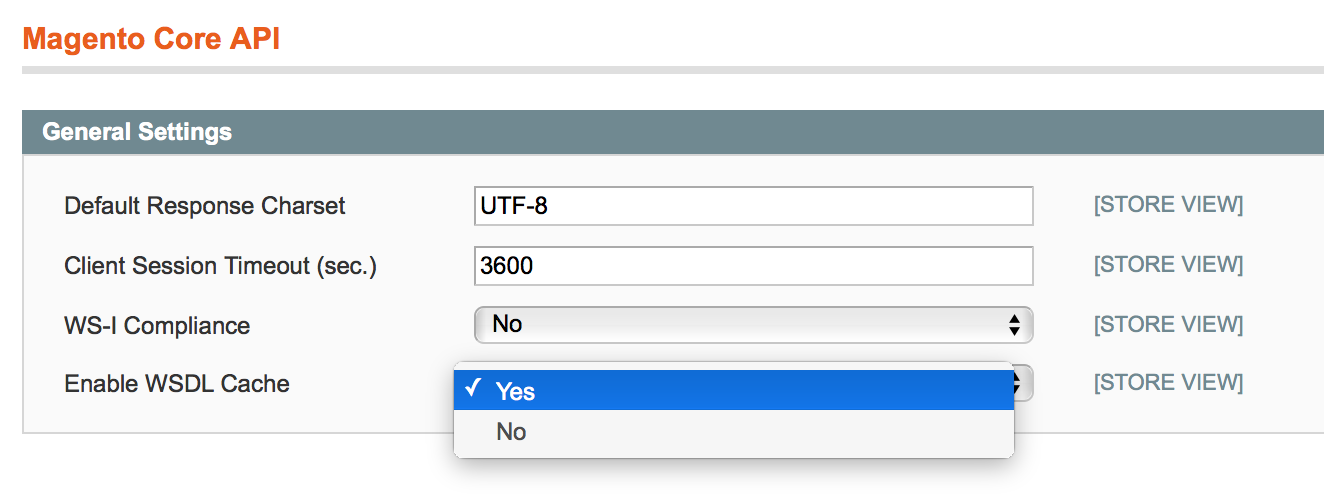 Magento Core API
General Settings
Default Response Charset UTF-8 [STORE VIEW]
Client Session Timeout (sec.) 3600 [STORE VIEW]
WS-I Compliance No [STORE VIEW]
Enable WSDL Cache Yes [STORE VIEW]
No